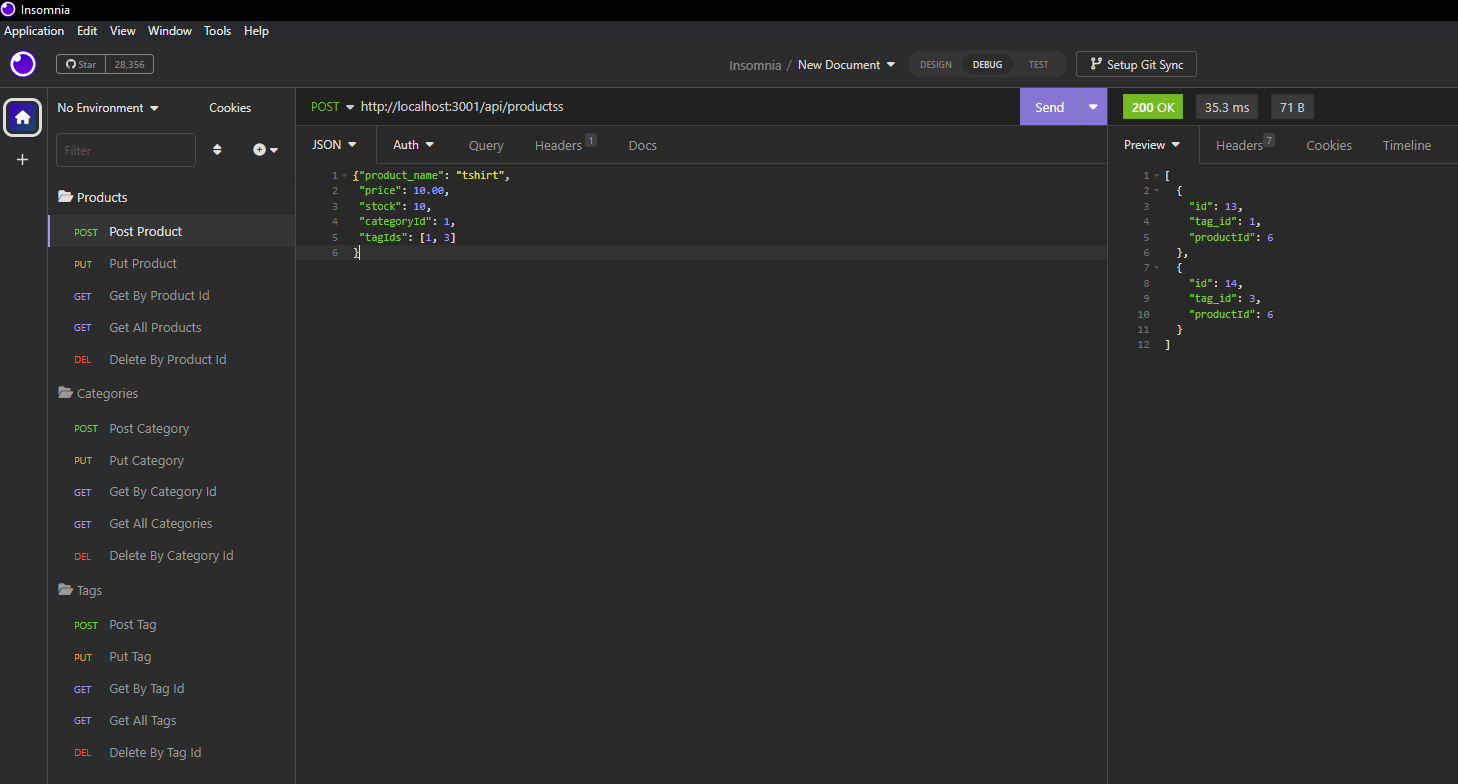 Insomnia
Application Edit View Window Tools Help
Star 28,356
Insomnia / New Document DESIGN DEBUG TEST Setup Git Sync
No Environment Cookies
Filter
Products
POST Post Product
PUT Put Product
GET Get By Product Id
GET Get All Products
DEL Delete By Product Id
Categories
POST Post Category
PUT Put Category
GET Get By Category Id
GET Get All Categories
DEL Delete By Category Id
Tags
POST Post Tag
PUT Put Tag
GET Get By Tag Id
GET Get All Tags
DEL Delete By Tag Id
POST http://localhost:3001/api/productss Send
JSON Auth Query Headers 1 Docs
1 {"product_name": "tshirt",
2 "price": 10.00,
3 "stock": 10,
4 "categoryId": 1,
5 "tagIds": [1, 3]
6 }
200 OK 35.3 ms 71 B
Preview Headers 7 Cookies Timeline
1 [
2 {
3 "id": 13,
4 "tag_id": 1,
5 "productId": 6
6 },
7 {
8 "id": 14,
9 "tag_id": 3,
10 "productId": 6
11 }
12 ]